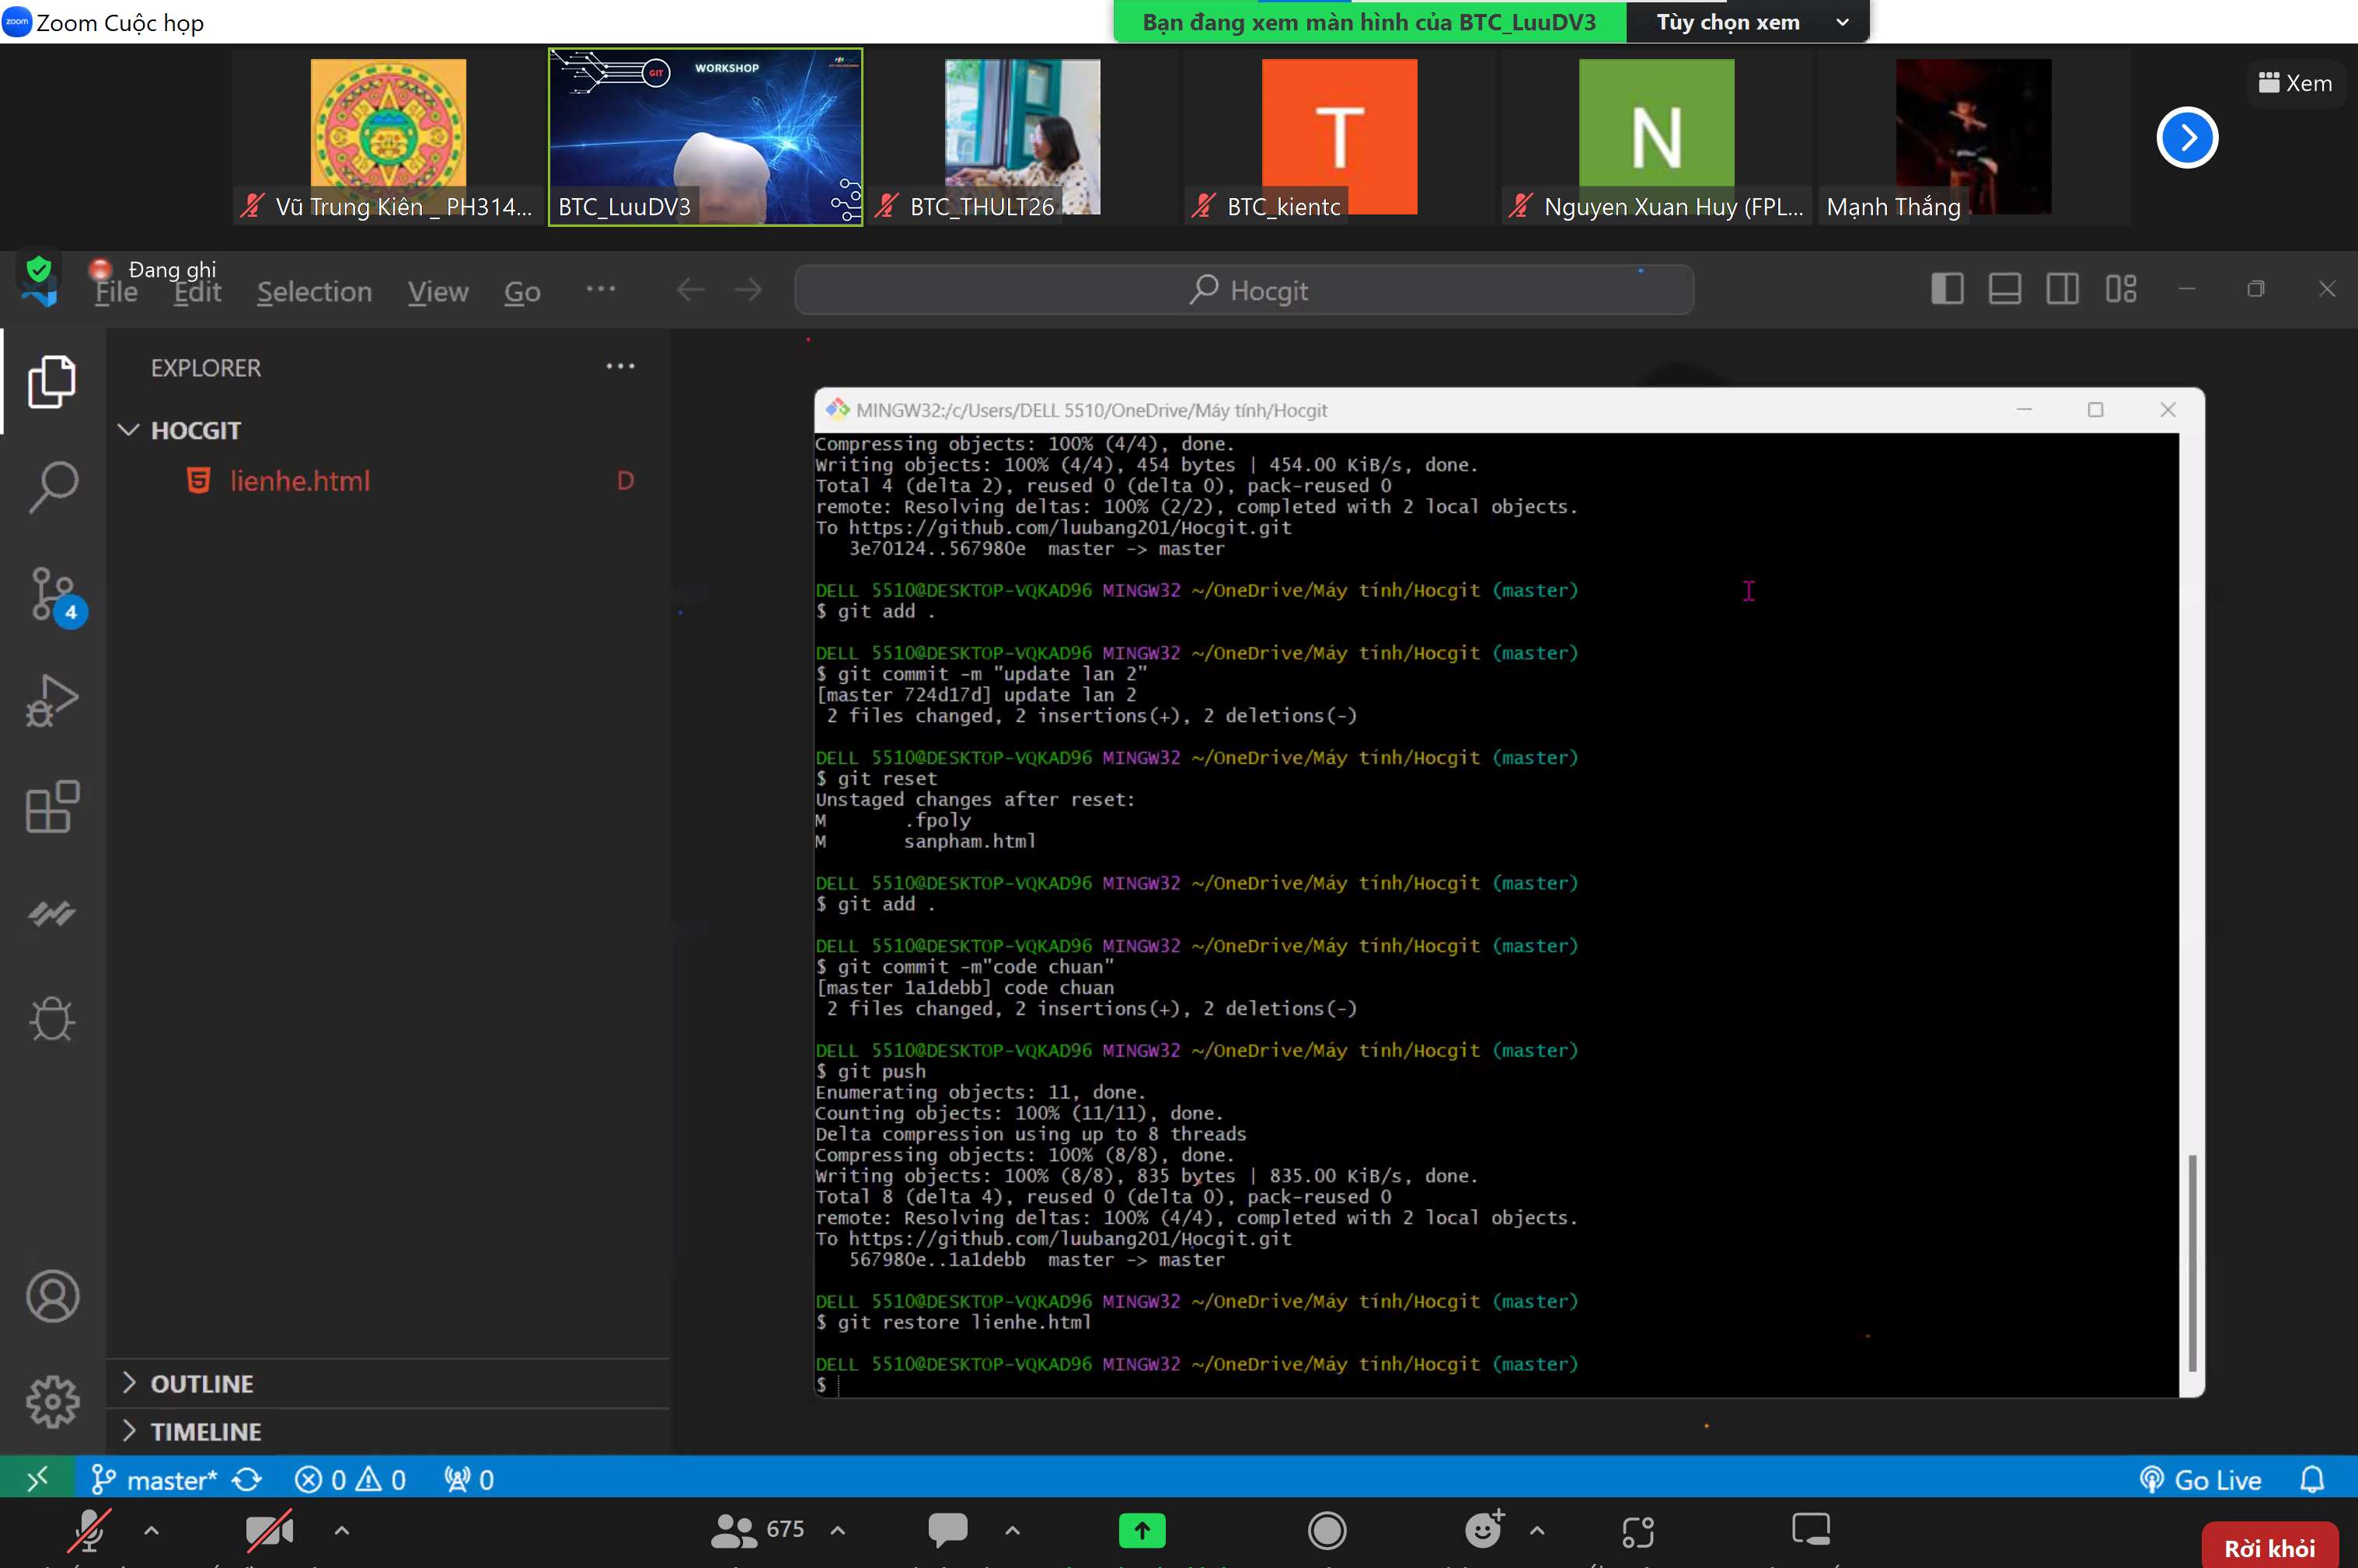 zoom Zoom Cuộc họp
Bạn đang xem màn hình của BTC_LuuDV3
Tùy chọn xem
GIT
WORKSHOP
T
N
Xem
Vũ Trung Kiên _ PH314...
BTC_LuuDV3
BTC_THULT26
BTC_kientc
Nguyen Xuan Huy (FPL...
Mạnh Thắng
Đang ghi
File Edit Selection View Go ...
Hocgit
EXPLORER
HOCGIT
lienhe.html D
4
OUTLINE
TIMELINE
MINGW32:/c/Users/DELL 5510/OneDrive/Máy tính/Hocgit
Compressing objects: 100% (4/4), done.
Writing objects: 100% (4/4), 454 bytes | 454.00 KiB/s, done.
Total 4 (delta 2), reused 0 (delta 0), pack-reused 0
remote: Resolving deltas: 100% (2/2), completed with 2 local objects.
To https://github.com/luubang201/Hocgit.git
3e70124..567980e master -> master
DELL 5510@DESKTOP-VQKAD96 MINGW32 ~/OneDrive/Máy tính/Hocgit (master)
$ git add .
DELL 5510@DESKTOP-VQKAD96 MINGW32 ~/OneDrive/Máy tính/Hocgit (master)
$ git commit -m "update lan 2"
[master 724d17d] update lan 2
2 files changed, 2 insertions(+), 2 deletions(-)
DELL 5510@DESKTOP-VQKAD96 MINGW32 ~/OneDrive/Máy tính/Hocgit (master)
$ git reset
Unstaged changes after reset:
M .fpoly
M sanpham.html
DELL 5510@DESKTOP-VQKAD96 MINGW32 ~/OneDrive/Máy tính/Hocgit (master)
$ git add .
DELL 5510@DESKTOP-VQKAD96 MINGW32 ~/OneDrive/Máy tính/Hocgit (master)
$ git commit -m"code chuan"
[master 1a1debb] code chuan
2 files changed, 2 insertions(+), 2 deletions(-)
DELL 5510@DESKTOP-VQKAD96 MINGW32 ~/OneDrive/Máy tính/Hocgit (master)
$ git push
Enumerating objects: 11, done.
Counting objects: 100% (11/11), done.
Delta compression using up to 8 threads
Compressing objects: 100% (8/8), done.
Writing objects: 100% (8/8), 835 bytes | 835.00 KiB/s, done.
Total 8 (delta 4), reused 0 (delta 0), pack-reused 0
remote: Resolving deltas: 100% (4/4), completed with 2 local objects.
To https://github.com/luubang201/Hocgit.git
567980e..1a1debb master -> master
DELL 5510@DESKTOP-VQKAD96 MINGW32 ~/OneDrive/Máy tính/Hocgit (master)
$ git restore lienhe.html
DELL 5510@DESKTOP-VQKAD96 MINGW32 ~/OneDrive/Máy tính/Hocgit (master)
$
master* 0 0 0
Go Live
675
Rời khỏi